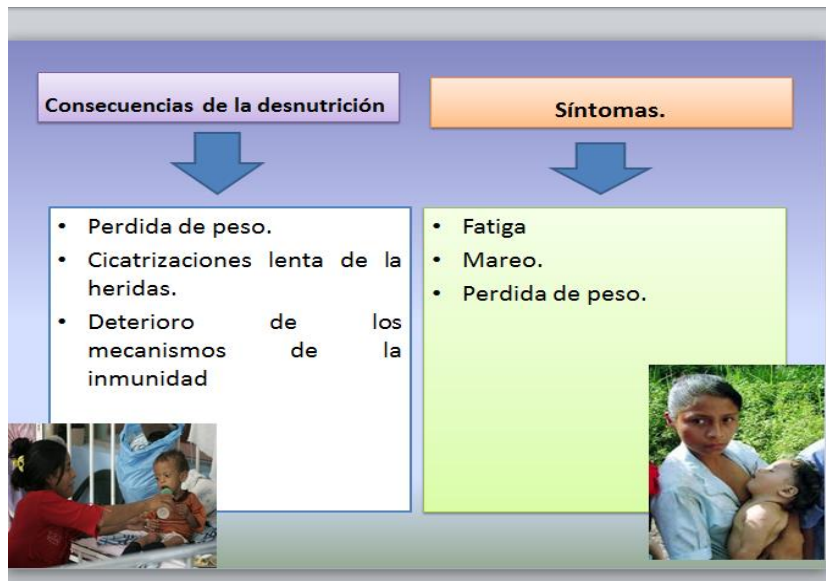 Consecuencias de la desnutrición
• Perdida de peso.
• Cicatrizaciones lenta de la
heridas.
• Deterioro de los
mecanismos de la
inmunidad
Síntomas.
• Fatiga
• Mareo.
• Perdida de peso.